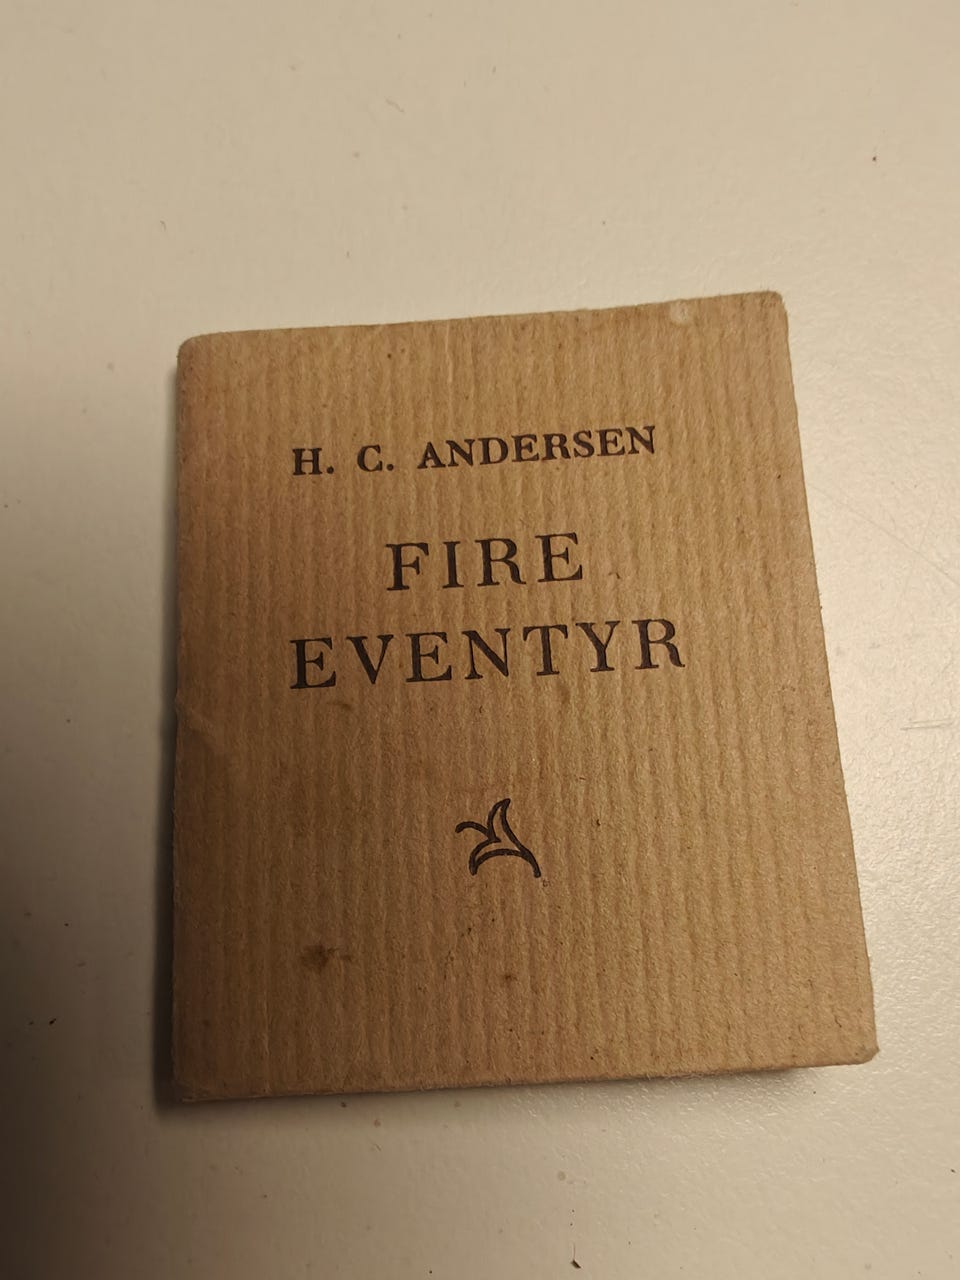 H. C. ANDERSEN
FIRE
EVENTYR